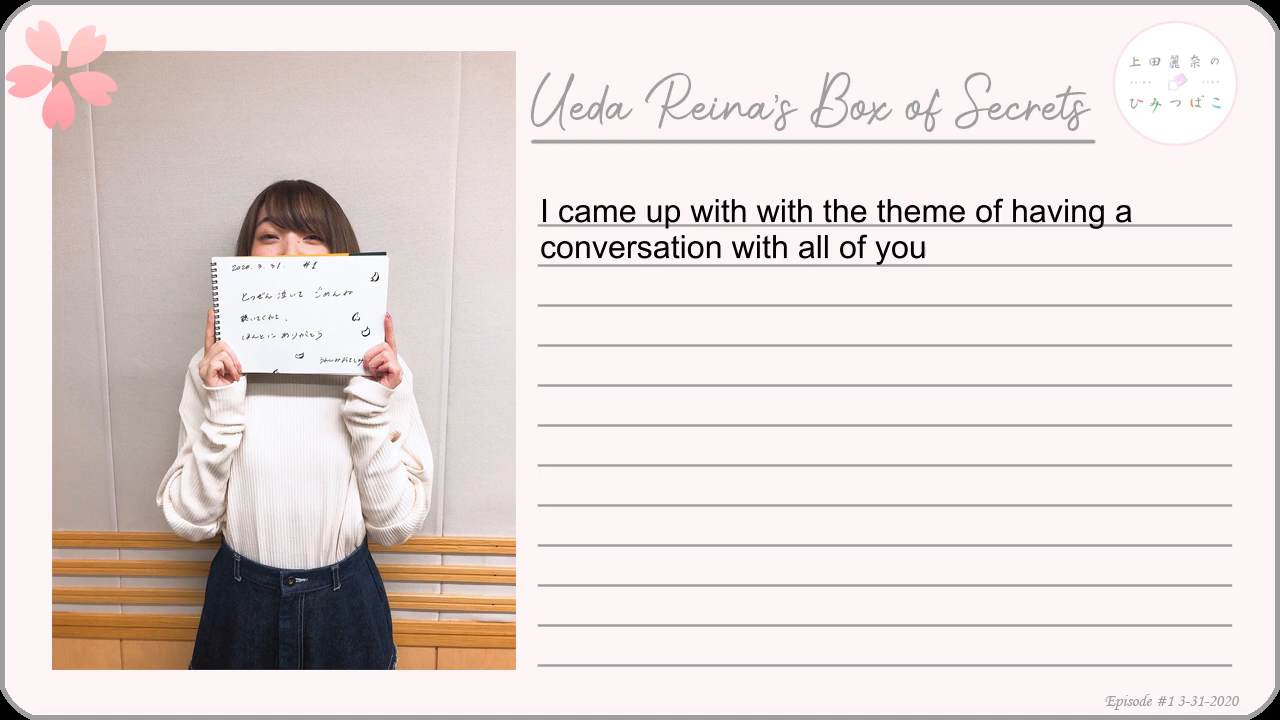 Ueda Reina's Box of Secrets
上田麗奈の
ひみつばこ
I came up with with the theme of having a
conversation with all of you
2020. 3. 31. #1
とつぜん泣いて ごめんね
聴いてくれて、
ほんとにありがとう
Episode #1 3-31-2020